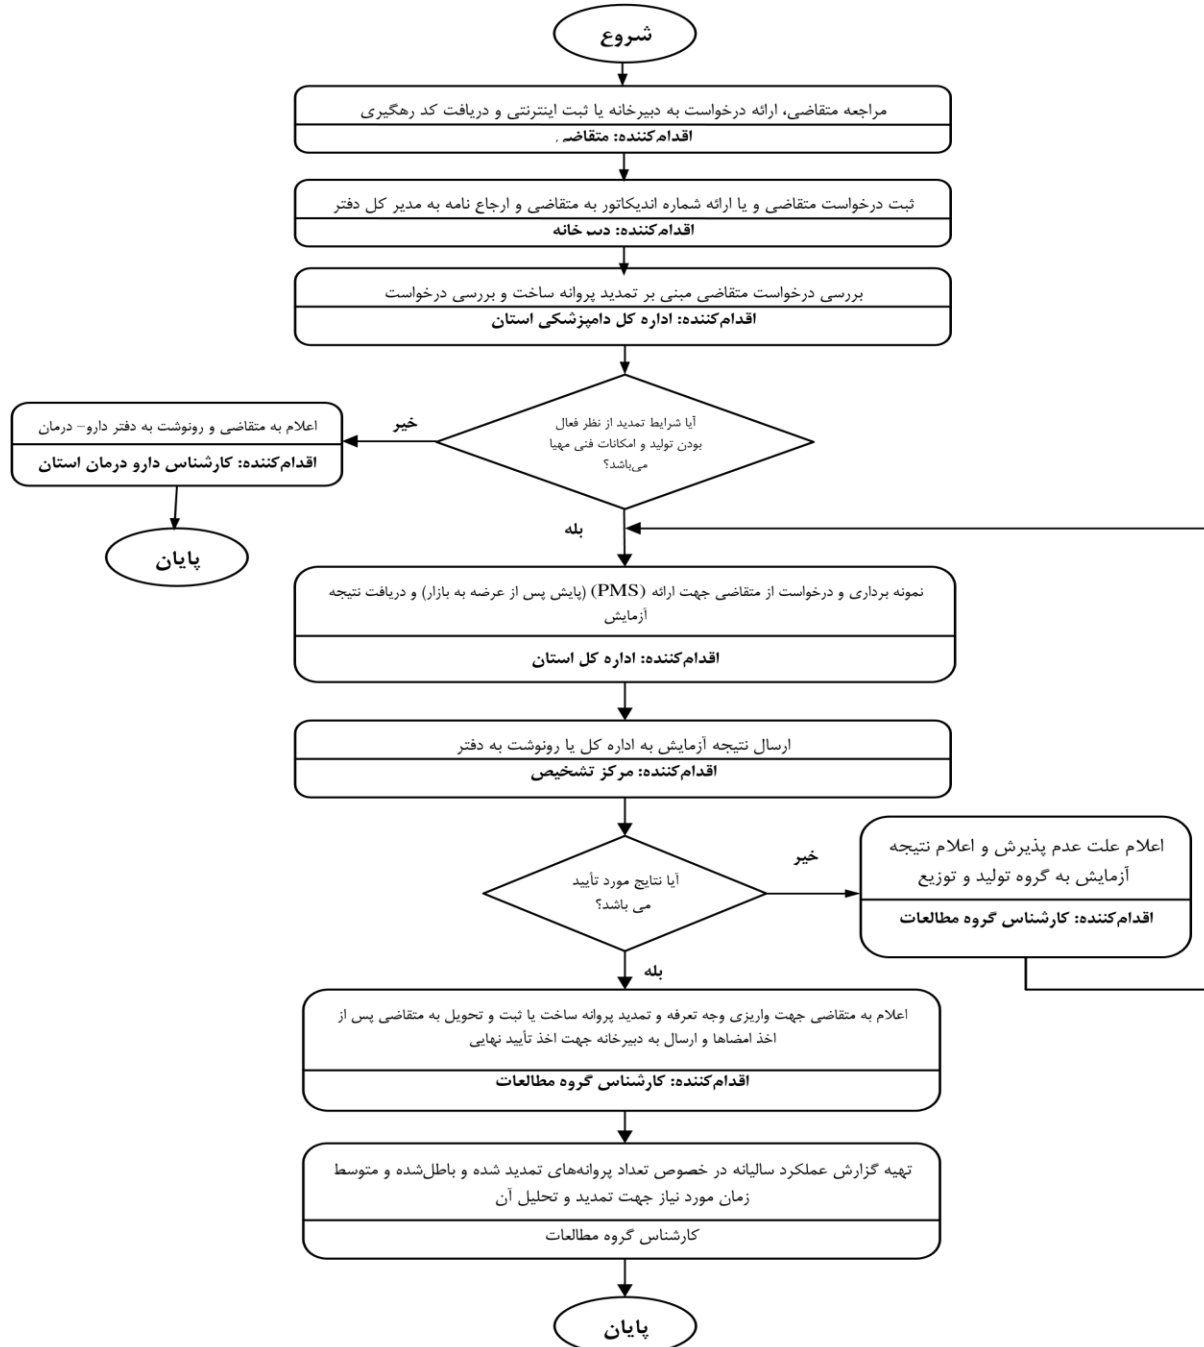 شروع
مراجعه متقاضی، ارائه درخواست به دبیرخانه یا ثبت اینترنتی و دریافت کد رهگیری
اقدام‌کننده: متقاضی
ثبت درخواست متقاضی و یا ارائه شماره اندیکاتور به متقاضی و ارجاع نامه به مدیر کل دفتر
اقدام‌کننده: دبیرخانه
بررسی درخواست متقاضی مبنی بر تمدید پروانه ساخت و بررسی درخواست
اقدام‌کننده: اداره کل دامپزشکی استان
آیا شرایط تمدید از نظر فعال
بودن تولید و امکانات فنی مهیا
می‌باشد؟
خیر
اعلام به متقاضی و رونوشت به دفتر دارو– درمان
اقدام‌کننده: کارشناس دارو درمان استان
پایان
بله
نمونه برداری و درخواست از متقاضی جهت ارائه (PMS) (پایش پس از عرضه به بازار) و دریافت نتیجه
آزمایش
اقدام‌کننده: اداره کل استان
ارسال نتیجه آزمایش به اداره کل یا رونوشت به دفتر
اقدام‌کننده: مرکز تشخیص
آیا نتایج مورد تأیید
می باشد؟
خیر
اعلام علت عدم پذیرش و اعلام نتیجه
آزمایش به گروه تولید و توزیع
اقدام‌کننده: کارشناس گروه مطالعات
بله
اعلام به متقاضی جهت واریزی وجه تعرفه و تمدید پروانه ساخت یا ثبت و تحویل به متقاضی پس از
اخذ امضاها و ارسال به دبیرخانه جهت اخذ تأیید نهایی
اقدام‌کننده: کارشناس گروه مطالعات
تهیه گزارش عملکرد سالیانه در خصوص تعداد پروانه‌های تمدید شده و باطل‌شده و متوسط
زمان مورد نیاز جهت تمدید و تحلیل آن
کارشناس گروه مطالعات
پایان